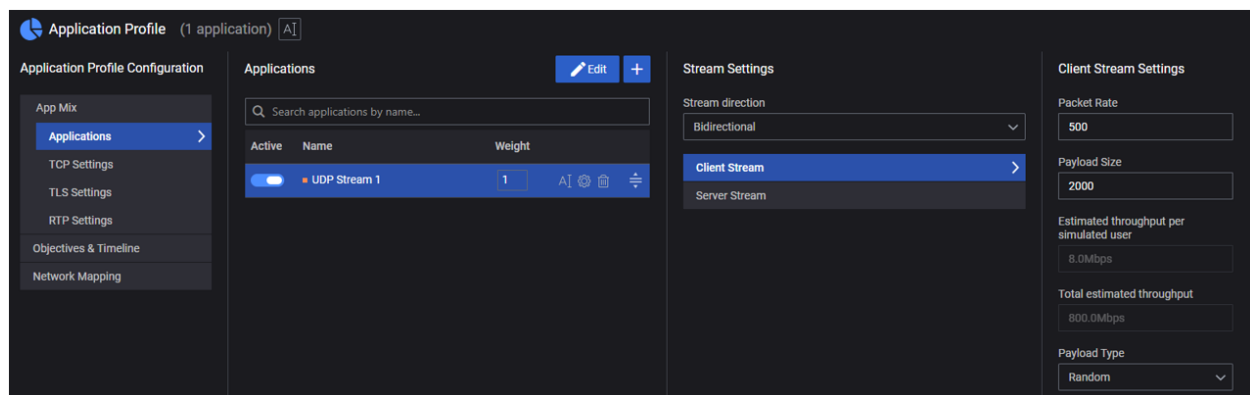 Application Profile (1 application)
Application Profile Configuration
App Mix
Applications
TCP Settings
TLS Settings
RTP Settings
Objectives & Timeline
Network Mapping
Applications
Edit
Search applications by name...
Active Name Weight
UDP Stream 1 1
Stream Settings
Stream direction
Bidirectional
Client Stream
Server Stream
Client Stream Settings
Packet Rate
500
Payload Size
2000
Estimated throughput per
simulated user
8.0Mbps
Total estimated throughput
800.0Mbps
Payload Type
Random